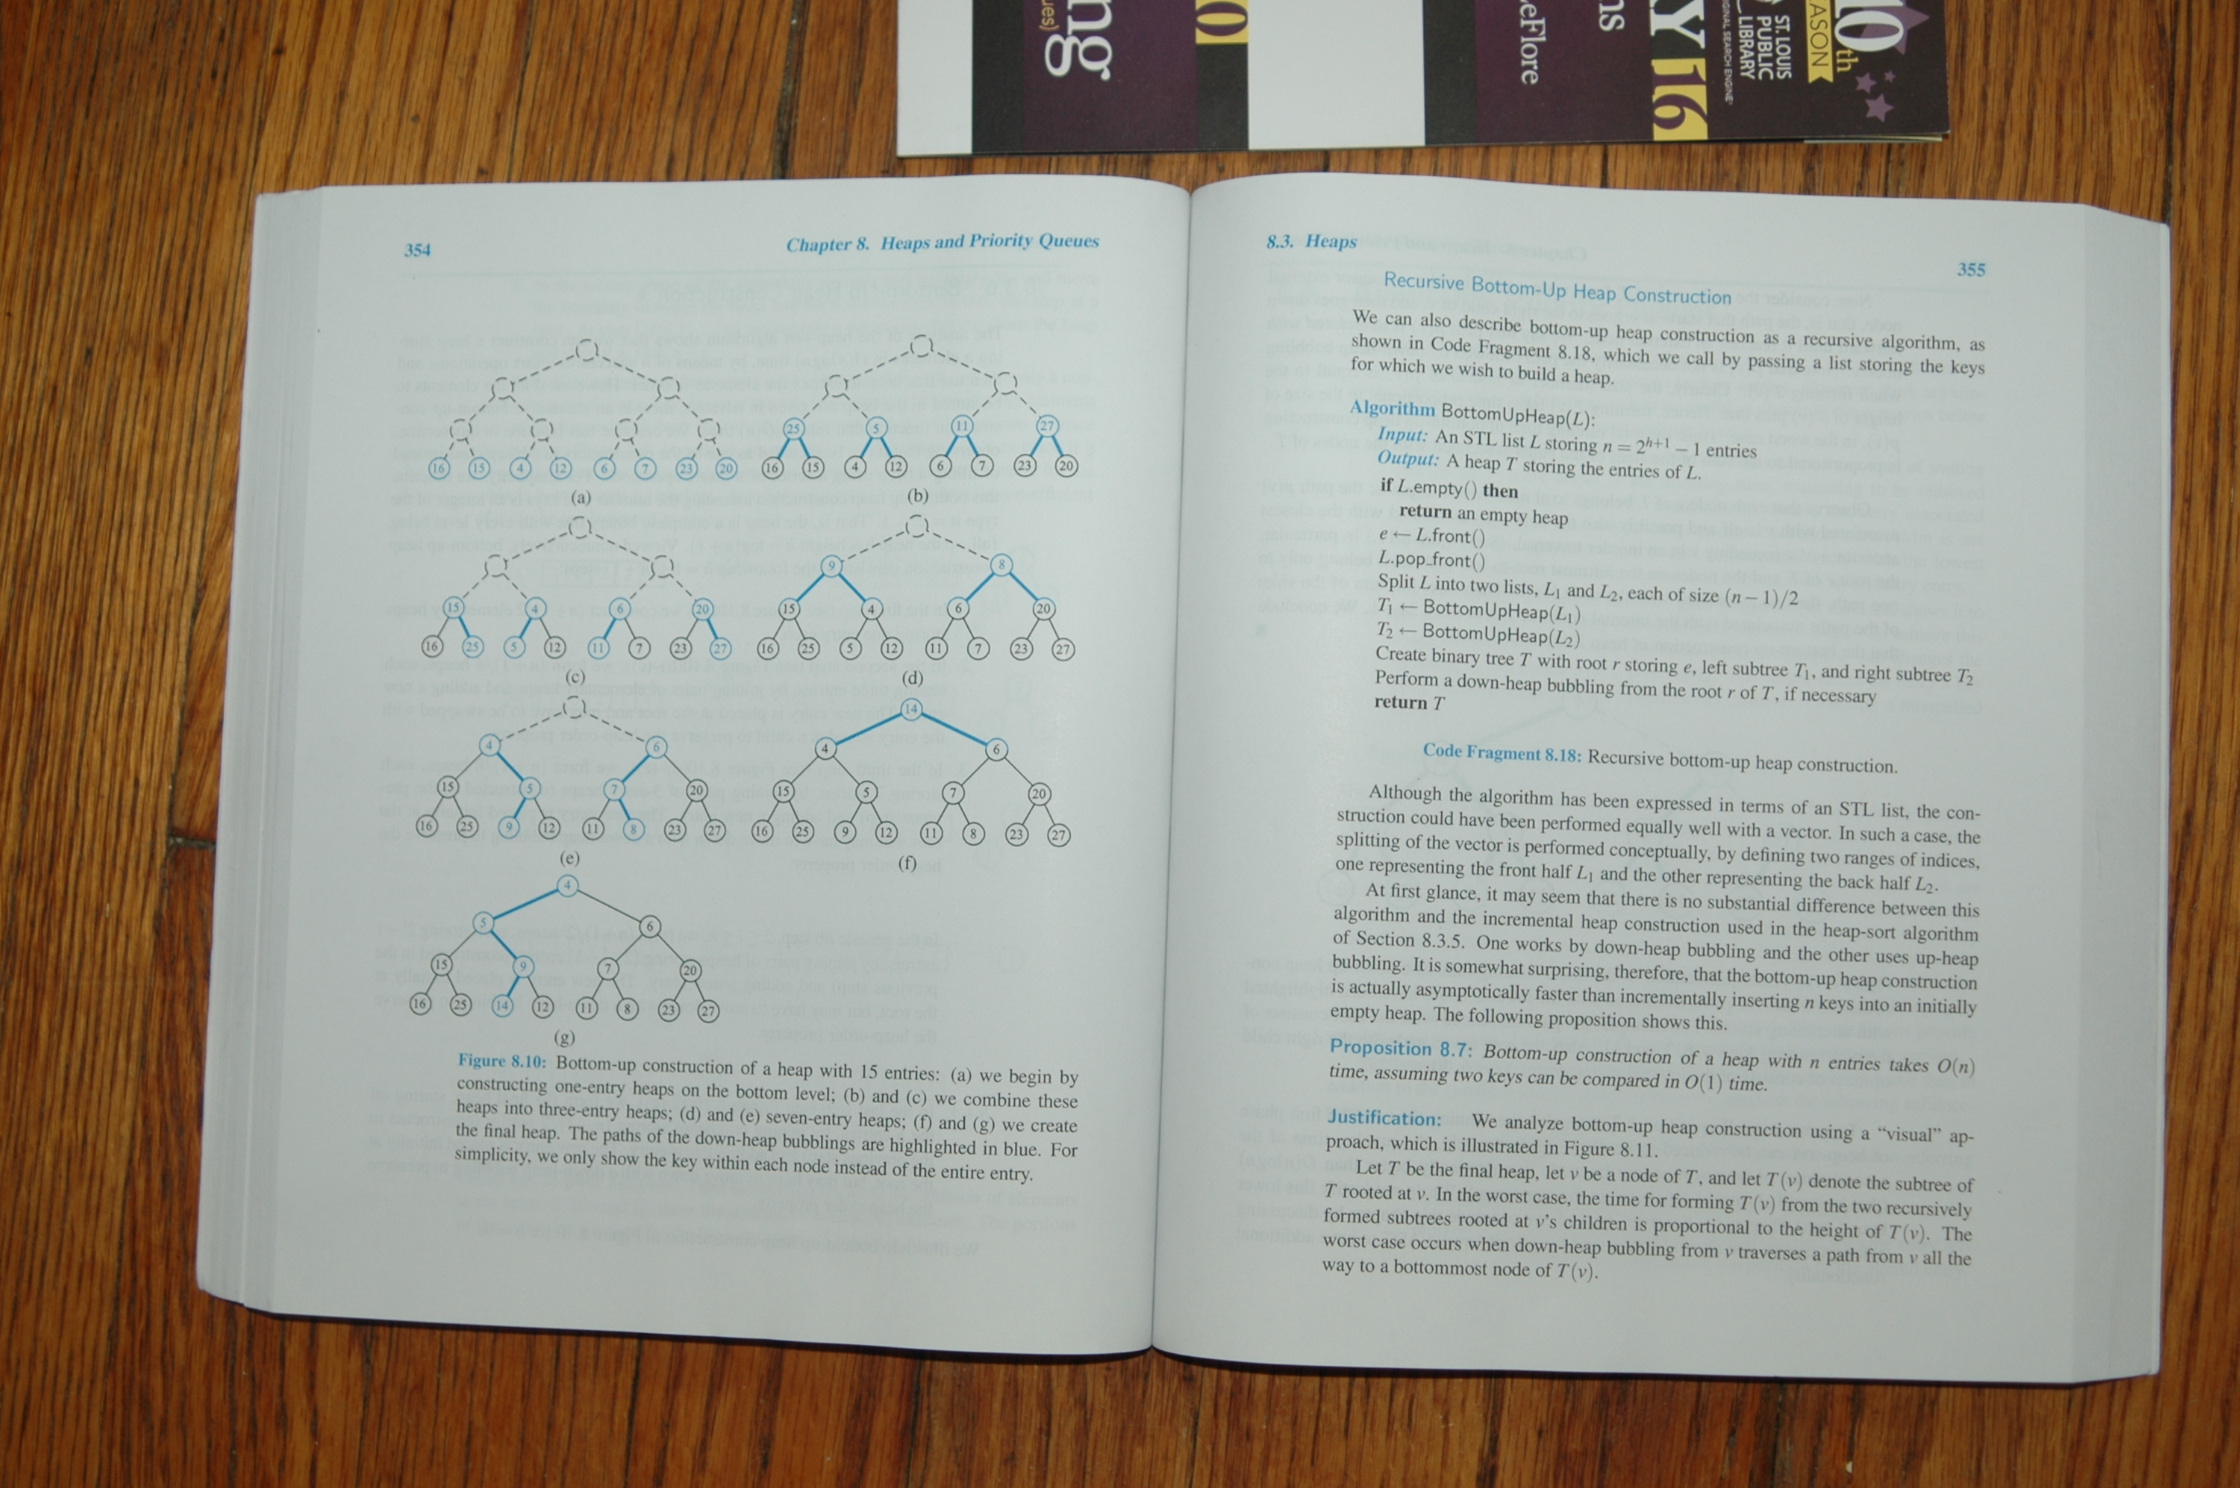 10th
ASON
ST. LOUIS
PUBLIC
LIBRARY
IGINAL SEARCH ENGINE
Y 16
ns
LeFlore
0
ng
ues)
354
Chapter 8. Heaps and Priority Queues
16 15 4 12 6 7 23 20
(a)
25 5 11 27
16 15 4 12 6 7 23 20
(b)
15 4 6 20
16 25 5 12 11 7 23 27
(c)
9 8
15 4 6 20
16 25 5 12 11 7 23 27
(d)
4 6
15 5 7 20
16 25 9 12 11 8 23 27
(e)
14
4 6
15 5 7 20
16 25 9 12 11 8 23 27
(f)
4
5 6
15 9 7 20
16 25 14 12 11 8 23 27
(g)
Figure 8.10: Bottom-up construction of a heap with 15 entries: (a) we begin by
constructing one-entry heaps on the bottom level; (b) and (c) we combine these
heaps into three-entry heaps; (d) and (e) seven-entry heaps; (f) and (g) we create
the final heap. The paths of the down-heap bubblings are highlighted in blue. For
simplicity, we only show the key within each node instead of the entire entry.
8.3. Heaps
355
Recursive Bottom-Up Heap Construction
We can also describe bottom-up heap construction as a recursive algorithm, as
shown in Code Fragment 8.18, which we call by passing a list storing the keys
for which we wish to build a heap.
Algorithm BottomUpHeap(L):
Input: An STL list L storing n = 2^{h+1} − 1 entries
Output: A heap T storing the entries of L.
if L.empty() then
return an empty heap
e ← L.front()
L.pop_front()
Split L into two lists, L₁ and L₂, each of size (n − 1)/2
T₁ ← BottomUpHeap(L₁)
T₂ ← BottomUpHeap(L₂)
Create binary tree T with root r storing e, left subtree T₁, and right subtree T₂
Perform a down-heap bubbling from the root r of T, if necessary
return T
Code Fragment 8.18: Recursive bottom-up heap construction.
Although the algorithm has been expressed in terms of an STL list, the con-
struction could have been performed equally well with a vector. In such a case, the
splitting of the vector is performed conceptually, by defining two ranges of indices,
one representing the front half L₁ and the other representing the back half L₂.
At first glance, it may seem that there is no substantial difference between this
algorithm and the incremental heap construction used in the heap-sort algorithm
of Section 8.3.5. One works by down-heap bubbling and the other uses up-heap
bubbling. It is somewhat surprising, therefore, that the bottom-up heap construction
is actually asymptotically faster than incrementally inserting n keys into an initially
empty heap. The following proposition shows this.
Proposition 8.7: Bottom-up construction of a heap with n entries takes O(n)
time, assuming two keys can be compared in O(1) time.
Justification: We analyze bottom-up heap construction using a “visual” ap-
proach, which is illustrated in Figure 8.11.
Let T be the final heap, let v be a node of T, and let T(v) denote the subtree of
T rooted at v. In the worst case, the time for forming T(v) from the two recursively
formed subtrees rooted at v’s children is proportional to the height of T(v). The
worst case occurs when down-heap bubbling from v traverses a path from v all the
way to a bottommost node of T(v).